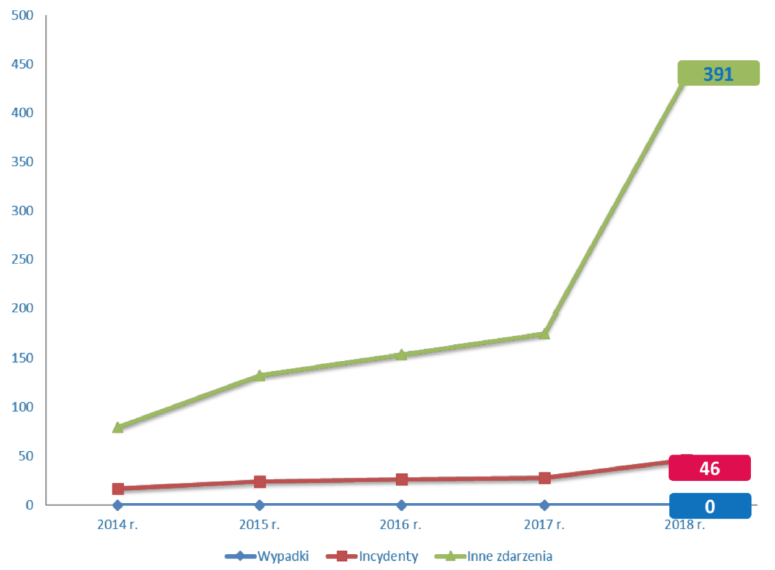 500
450
400
350
300
250
200
150
100
50
0
391
46
0
2014 r.
2015 r.
2016 r.
2017 r.
2018 r.
Wypadki
Incydenty
Inne zdarzenia